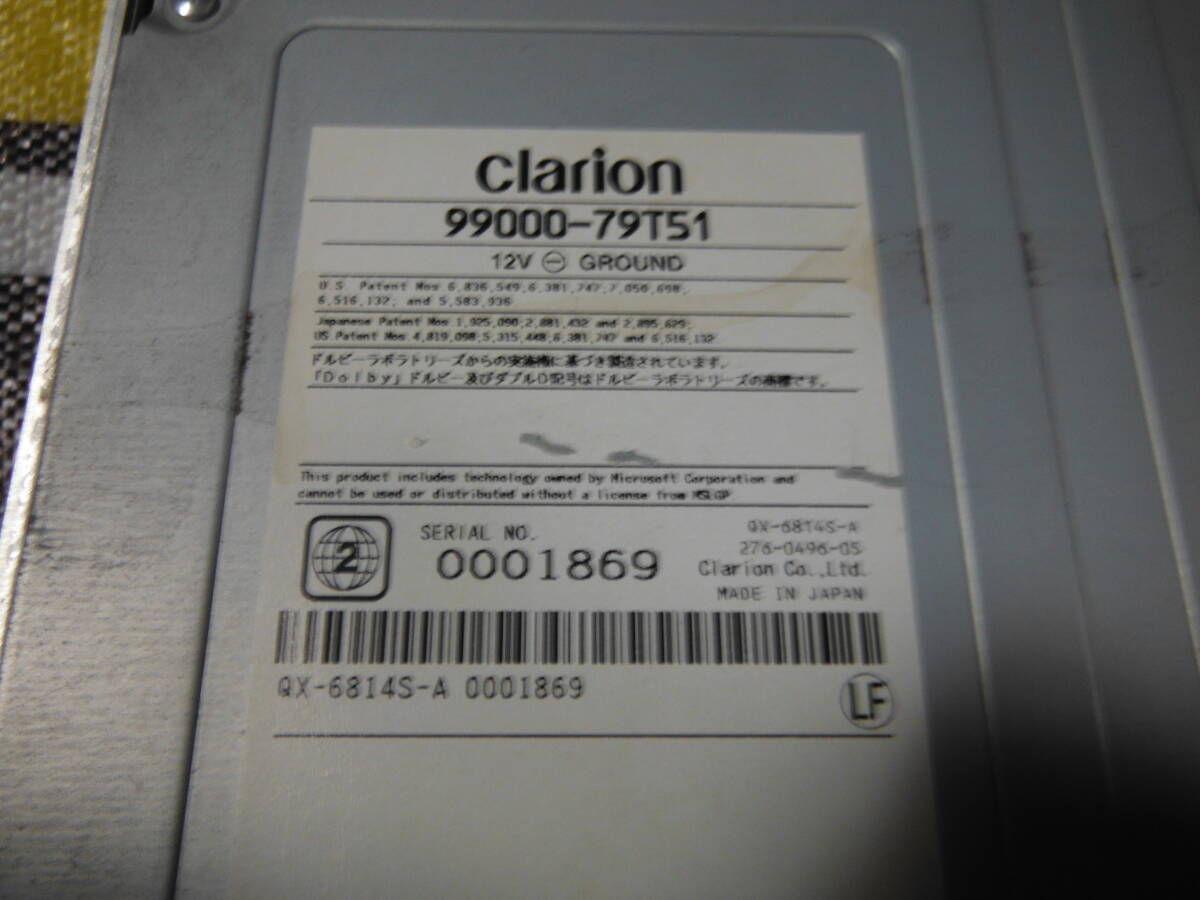 clarion
99000-79T51
12V ⊖ GROUND
U.S. Patent Nos 6,836,549;6,381,747;7,050,698;
6,516,132; and 5,583,936
Japanese Patent Nos 1,925,090;2,881,432 and 2,895,629;
US.Patent Nos.4,819,098;5,315,448;6,381,747 and 6,516,132
ドルビーラボラトリーズからの実施権に基づき製造されています。
「Dolby」ドルビー及びダブルD記号はドルビーラボラトリーズの商標です。
This product includes technology owned by Microsoft Corporation and
cannot be used or distributed without a license from MSLGP.
2
SERIAL NO.
0001869
QX-6814S-A
276-0496-05
Clarion Co.,Ltd.
MADE IN JAPAN
QX-6814S-A 0001869
LF